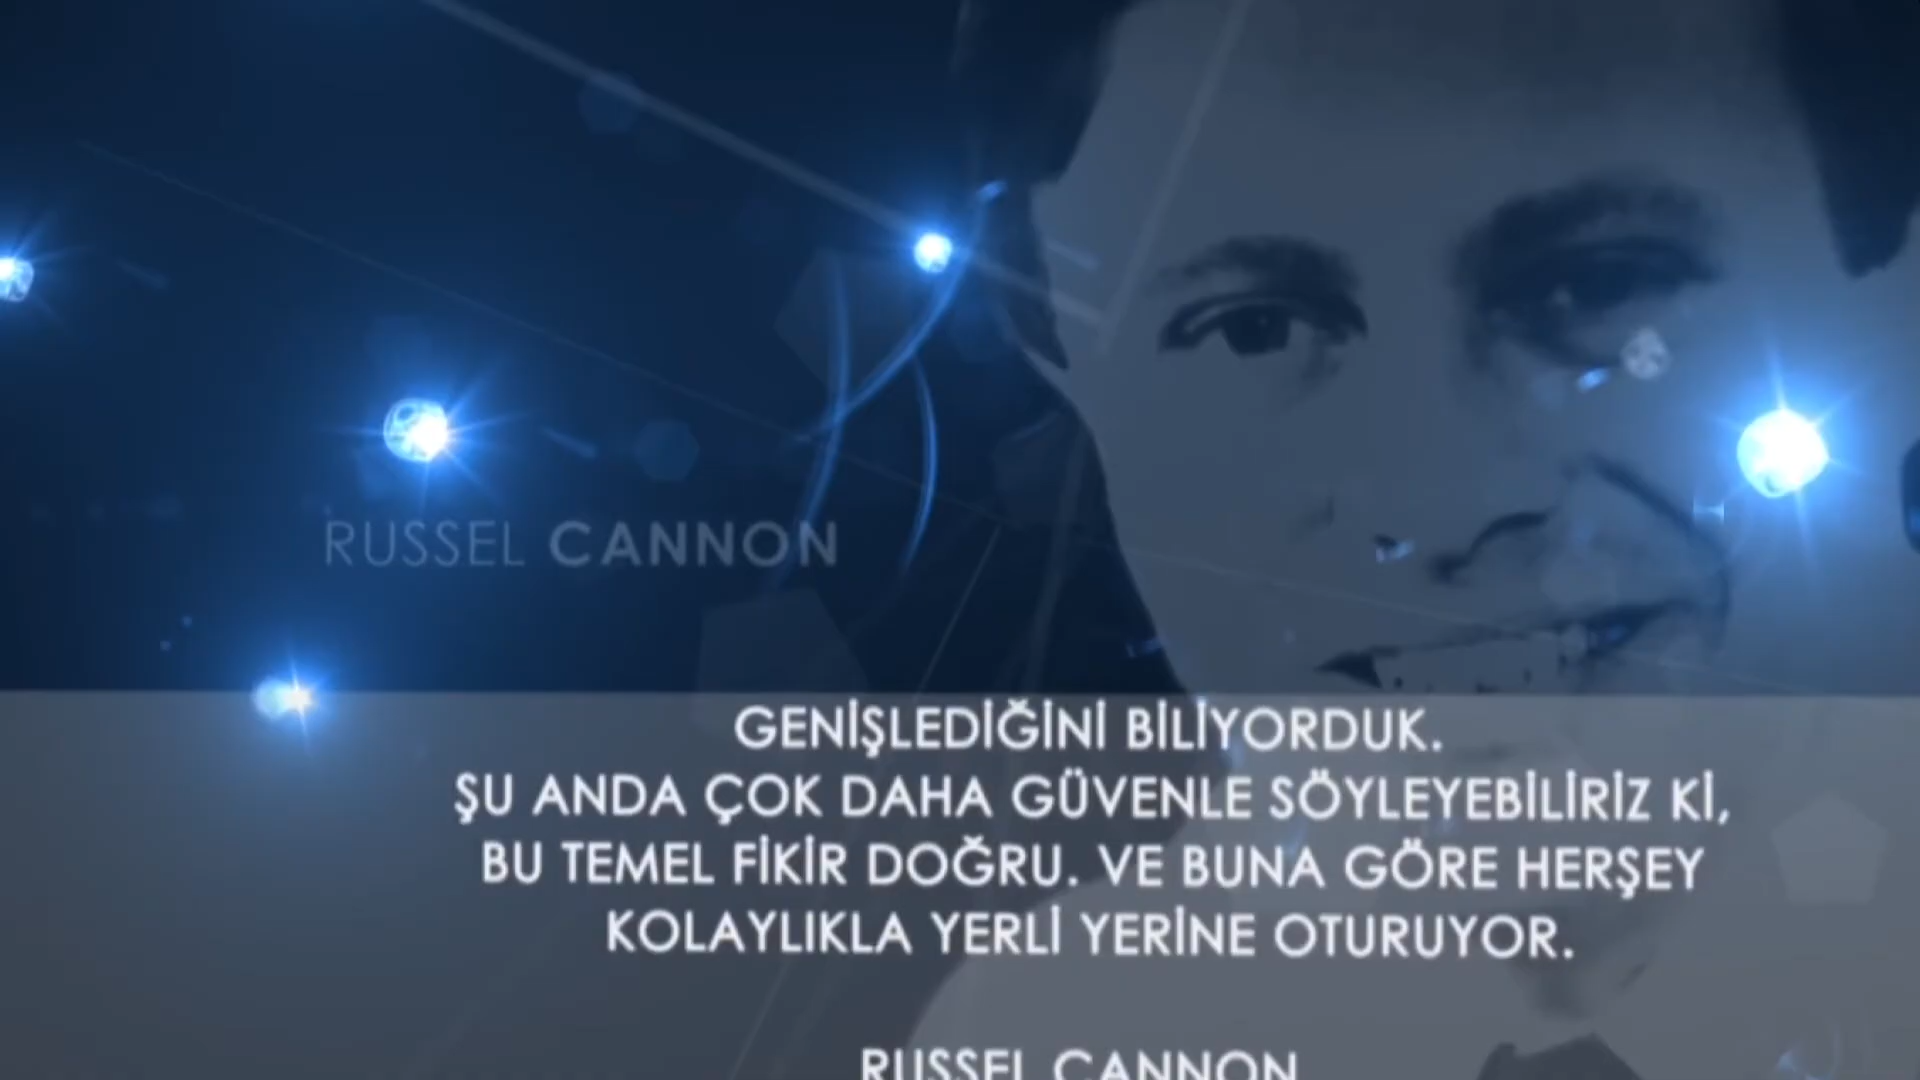 RUSSEL CANNON
GENİŞLEDİĞİNİ BİLİYORDUK.
ŞU ANDA ÇOK DAHA GÜVENLE SÖYLEYEBİLİRİZ Kİ,
BU TEMEL FİKİR DOĞRU. VE BUNA GÖRE HERŞEY
KOLAYLIKLA YERLİ YERİNE OTURUYOR.
RUSSEL CANNON